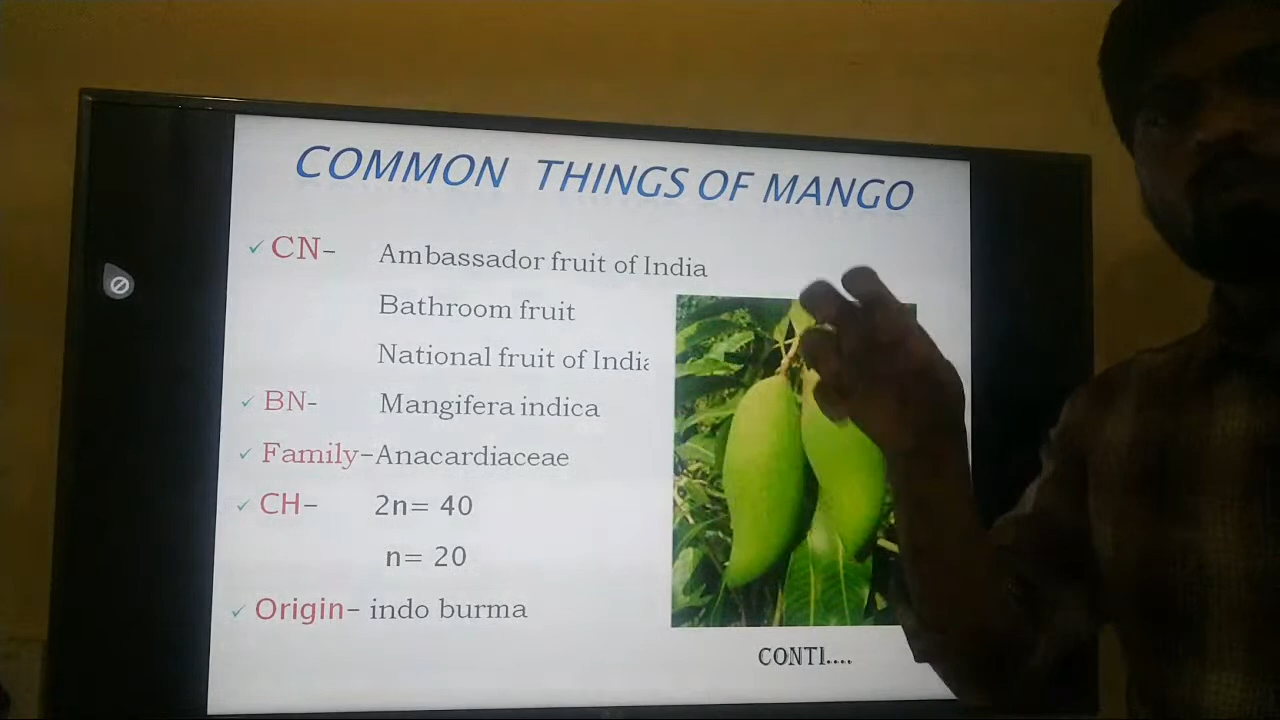 COMMON THINGS OF MANGO
✓ CN- Ambassador fruit of India
Bathroom fruit
National fruit of India
✓ BN- Mangifera indica
✓ Family-Anacardiaceae
✓ CH- 2n= 40
n= 20
✓ Origin- indo burma
CONTI....